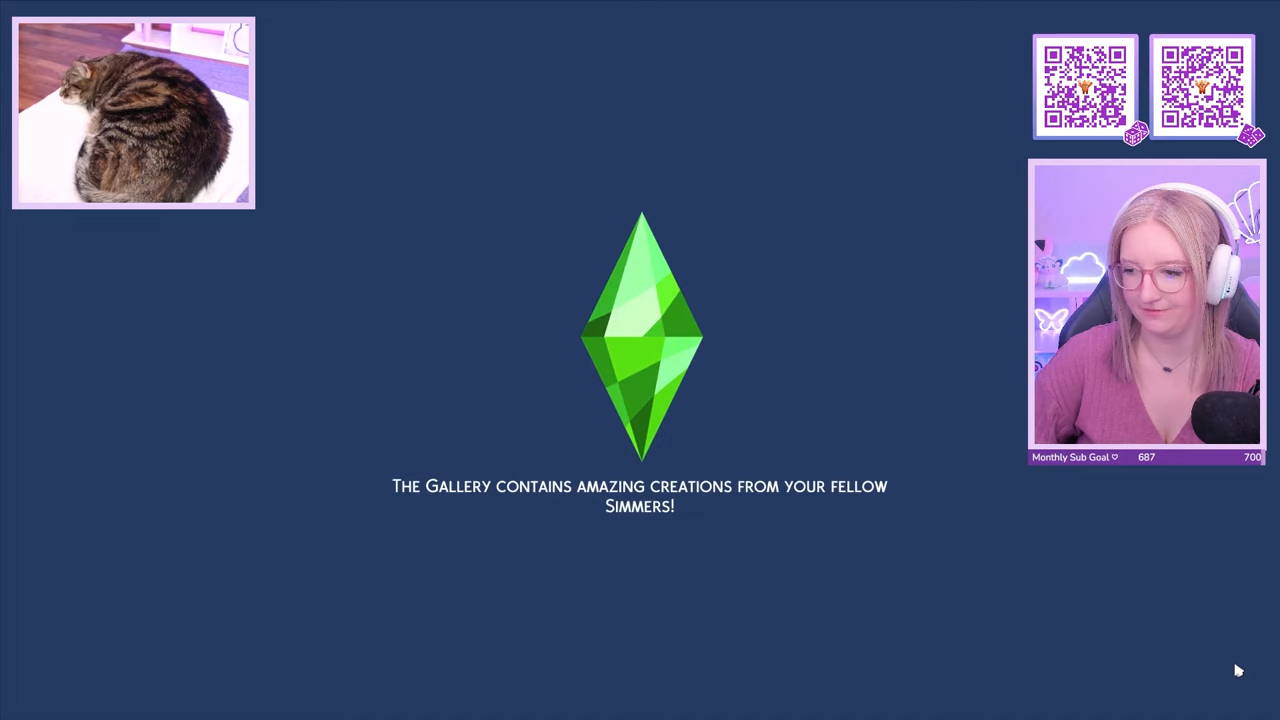 Monthly Sub Goal ♡ 687 700
The Gallery contains amazing creations from your fellow
Simmers!